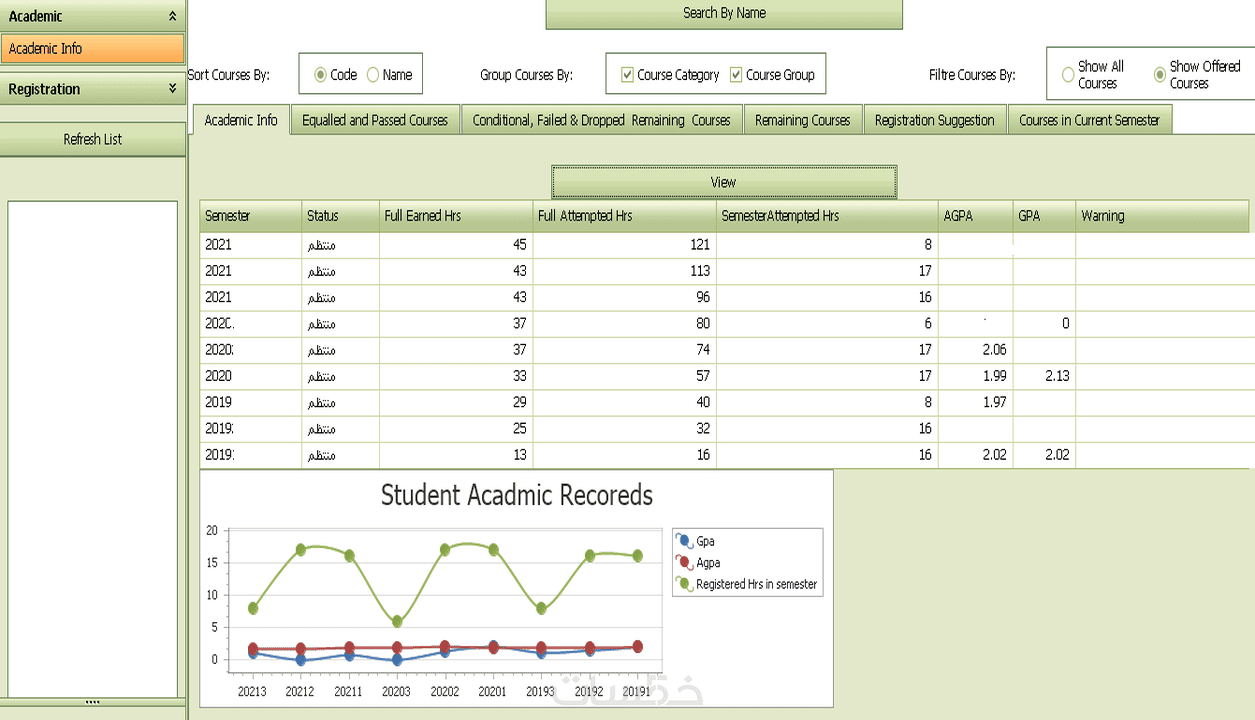 Academic
Academic Info
Registration
Refresh List
Search By Name
Sort Courses By: Code Name Group Courses By: Course Category Course Group Filtre Courses By: Show All Courses Show Offered Courses
Academic Info Equalled and Passed Courses Conditional, Failed & Dropped Remaining Courses Remaining Courses Registration Suggestion Courses in Current Semester
View
Semester Status Full Earned Hrs Full Attempted Hrs SemesterAttempted Hrs AGPA GPA Warning
2021 منتظم 45 121 8
2021 منتظم 43 113 17
2021 منتظم 43 96 16
2020 منتظم 37 80 6 0
2020 منتظم 37 74 17 2.06
2020 منتظم 33 57 17 1.99 2.13
2019 منتظم 29 40 8 1.97
2019 منتظم 25 32 16
2019 منتظم 13 16 16 2.02 2.02
Student Acadmic Recoreds
20
15
10
5
0
20213 20212 20211 20203 20202 20201 20193 20192 20191
Gpa
Agpa
Registered Hrs in semester